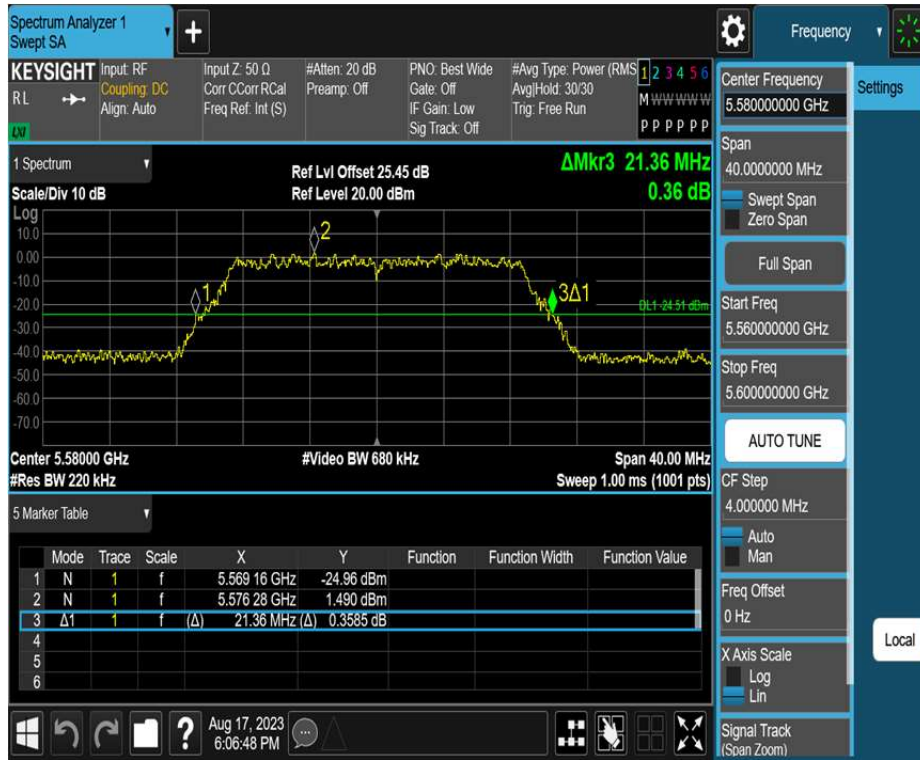 Spectrum Analyzer 1
Swept SA
+
Frequency
KEYSIGHT
RL
LXI
Input: RF
Coupling: DC
Align: Auto
Input Z: 50 Ω
Corr CCorr RCal
Freq Ref: Int (S)
#Atten: 20 dB
Preamp: Off
PNO: Best Wide
Gate: Off
IF Gain: Low
Sig Track: Off
#Avg Type: Power (RMS
Avg|Hold: 30/30
Trig: Free Run
1 2 3 4 5 6
M W W W W W
P P P P P P
Settings
1 Spectrum
Scale/Div 10 dB
Ref Lvl Offset 25.45 dB
Ref Level 20.00 dBm
ΔMkr3 21.36 MHz
0.36 dB
Log
10.0
0.00
-10.0
-20.0
-30.0
-40.0
-50.0
-60.0
-70.0
2
1
3Δ1
DL1 -24.51 dBm
Center 5.58000 GHz
#Res BW 220 kHz
#Video BW 680 kHz
Span 40.00 MHz
Sweep 1.00 ms (1001 pts)
5 Marker Table
Mode Trace Scale X Y Function Function Width Function Value
1 N 1 f 5.569 16 GHz -24.96 dBm
2 N 1 f 5.576 28 GHz 1.490 dBm
3 Δ1 1 f (Δ) 21.36 MHz (Δ) 0.3585 dB
4
5
6
?
Aug 17, 2023
6:06:48 PM
Center Frequency
5.580000000 GHz
Span
40.0000000 MHz
Swept Span
Zero Span
Full Span
Start Freq
5.560000000 GHz
Stop Freq
5.600000000 GHz
AUTO TUNE
CF Step
4.000000 MHz
Auto
Man
Freq Offset
0 Hz
X Axis Scale
Log
Lin
Signal Track
(Span Zoom)
Local